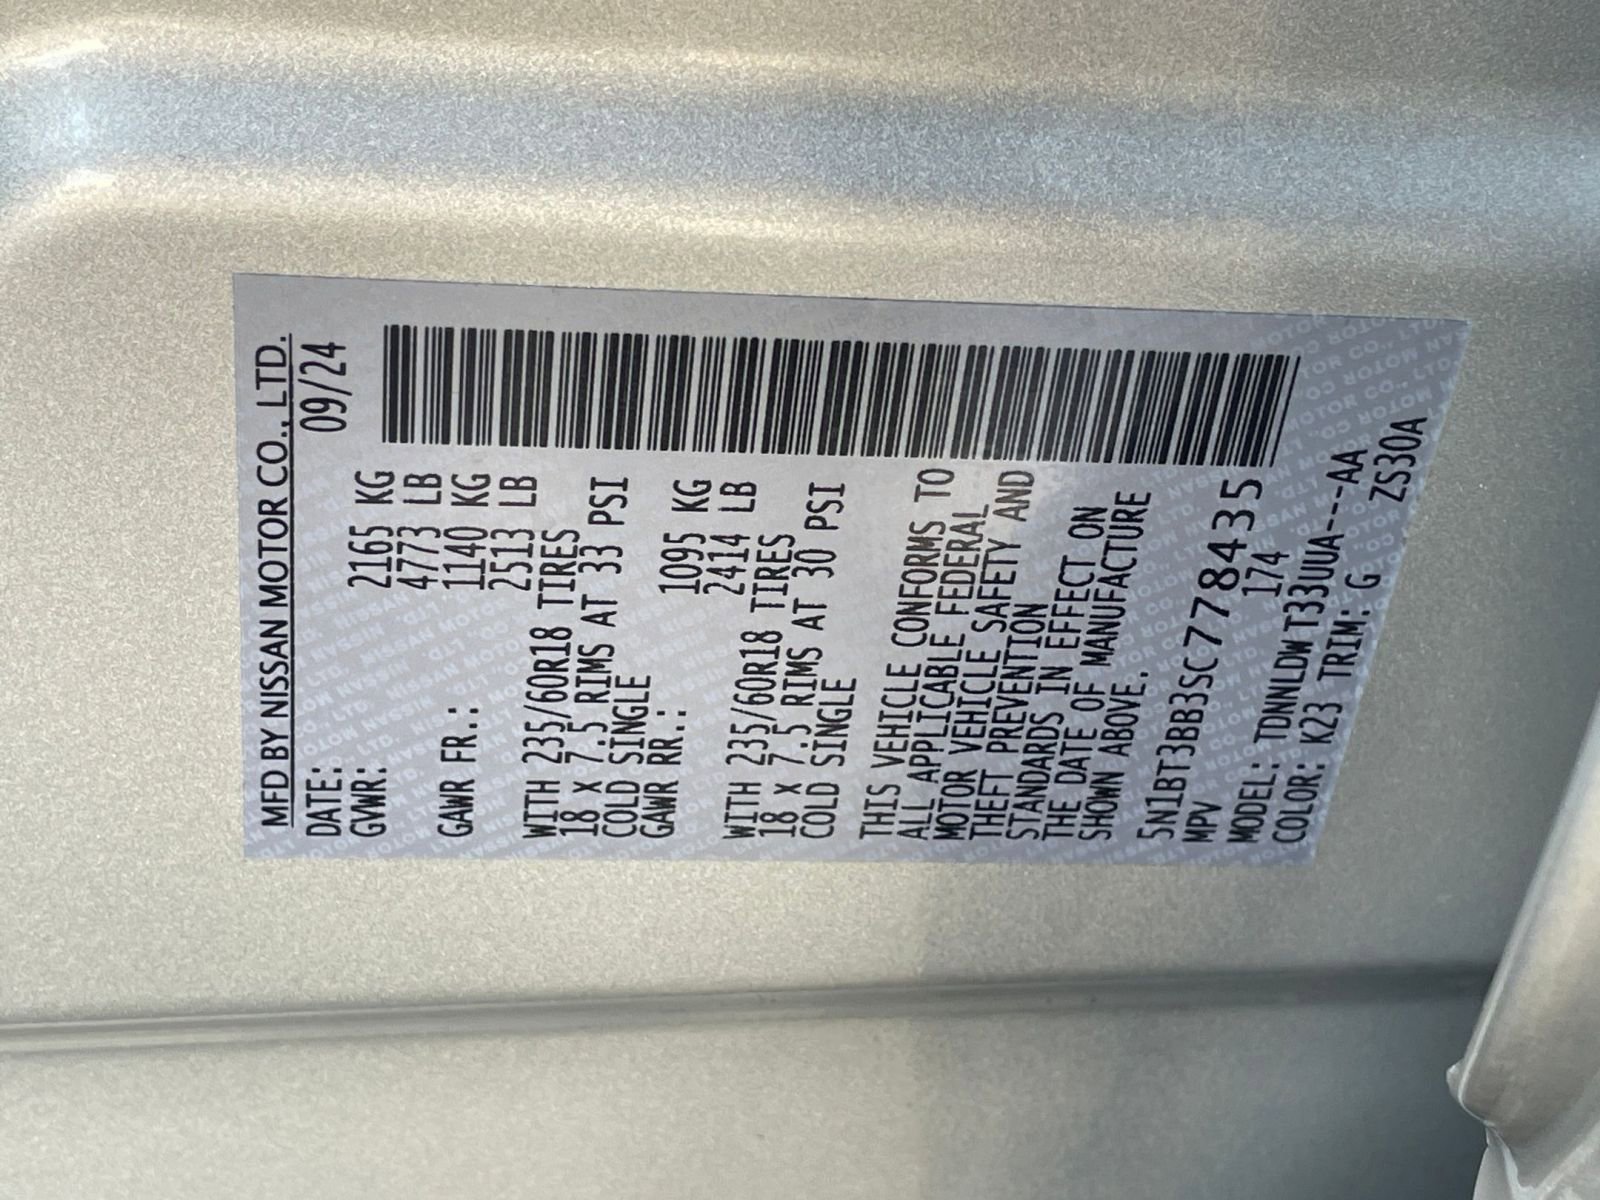 MFD BY NISSAN MOTOR CO., LTD.
DATE: 09/24
GVWR: 2165 KG
4773 LB
GAWR FR.: 1140 KG
2513 LB
WITH 235/60R18 TIRES
18 X 7.5 RIMS AT 33 PSI
COLD SINGLE
GAWR RR.: 1095 KG
2414 LB
WITH 235/60R18 TIRES
18 X 7.5 RIMS AT 30 PSI
COLD SINGLE
THIS VEHICLE CONFORMS TO
ALL APPLICABLE FEDERAL
MOTOR VEHICLE SAFETY AND
THEFT PREVENTION
STANDARDS IN EFFECT ON
THE DATE OF MANUFACTURE
SHOWN ABOVE.
5N1BT3BB3SC778435
MPV 174
MODEL: TDNNLDWT33UUA---AA
COLOR: K23 TRIM: G ZS30A